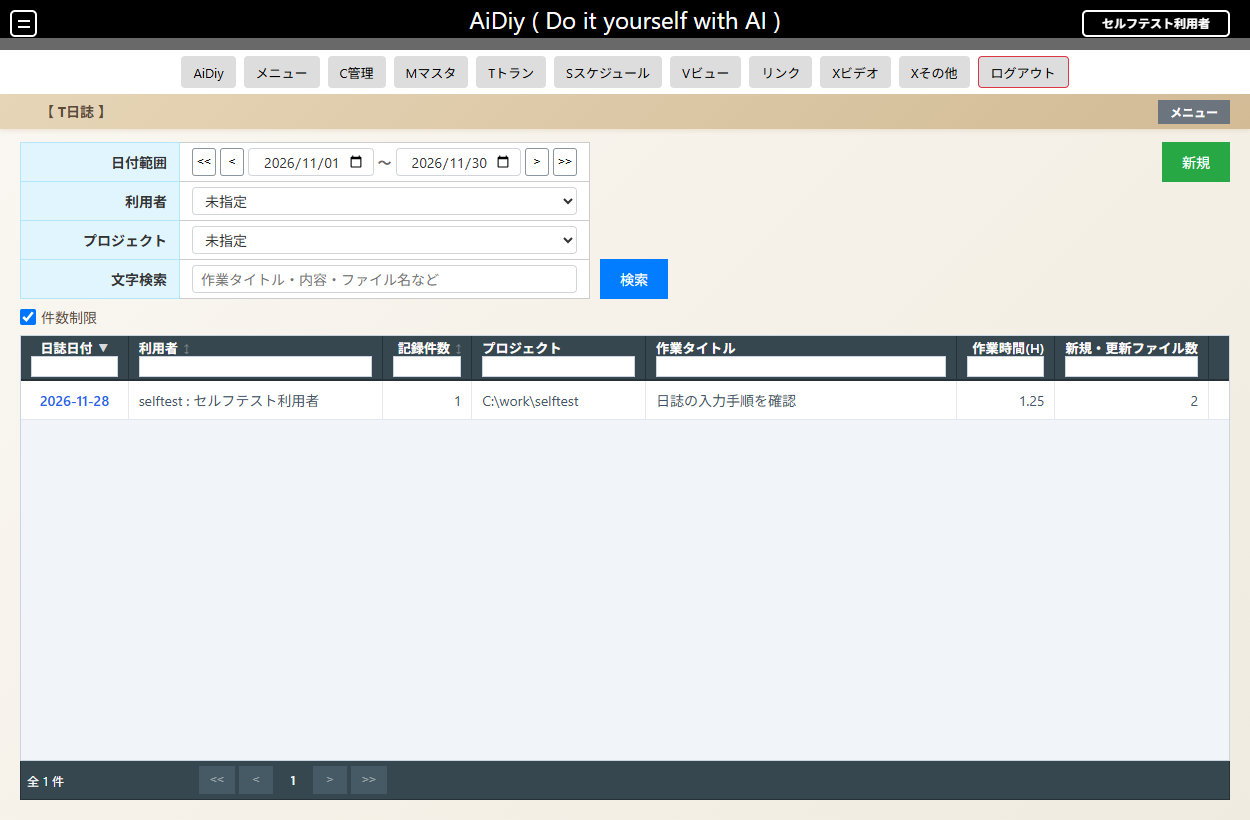 AiDiy ( Do it yourself with AI )
セルフテスト利用者
AiDiy メニュー C管理 Mマスタ Tトラン Sスケジュール Vビュー リンク Xビデオ Xその他 ログアウト
【 T日誌 】 メニュー
日付範囲 << < 2026/11/01 ～ 2026/11/30 > >> 新規
利用者 未指定
プロジェクト 未指定
文字検索 作業タイトル・内容・ファイル名など 検索
件数制限
日誌日付 ▼ 利用者 ↕ 記録件数 ↕ プロジェクト 作業タイトル 作業時間(H) 新規・更新ファイル数
2026-11-28 selftest : セルフテスト利用者 1 C:\work\selftest 日誌の入力手順を確認 1.25 2
全 1 件 << < 1 > >>